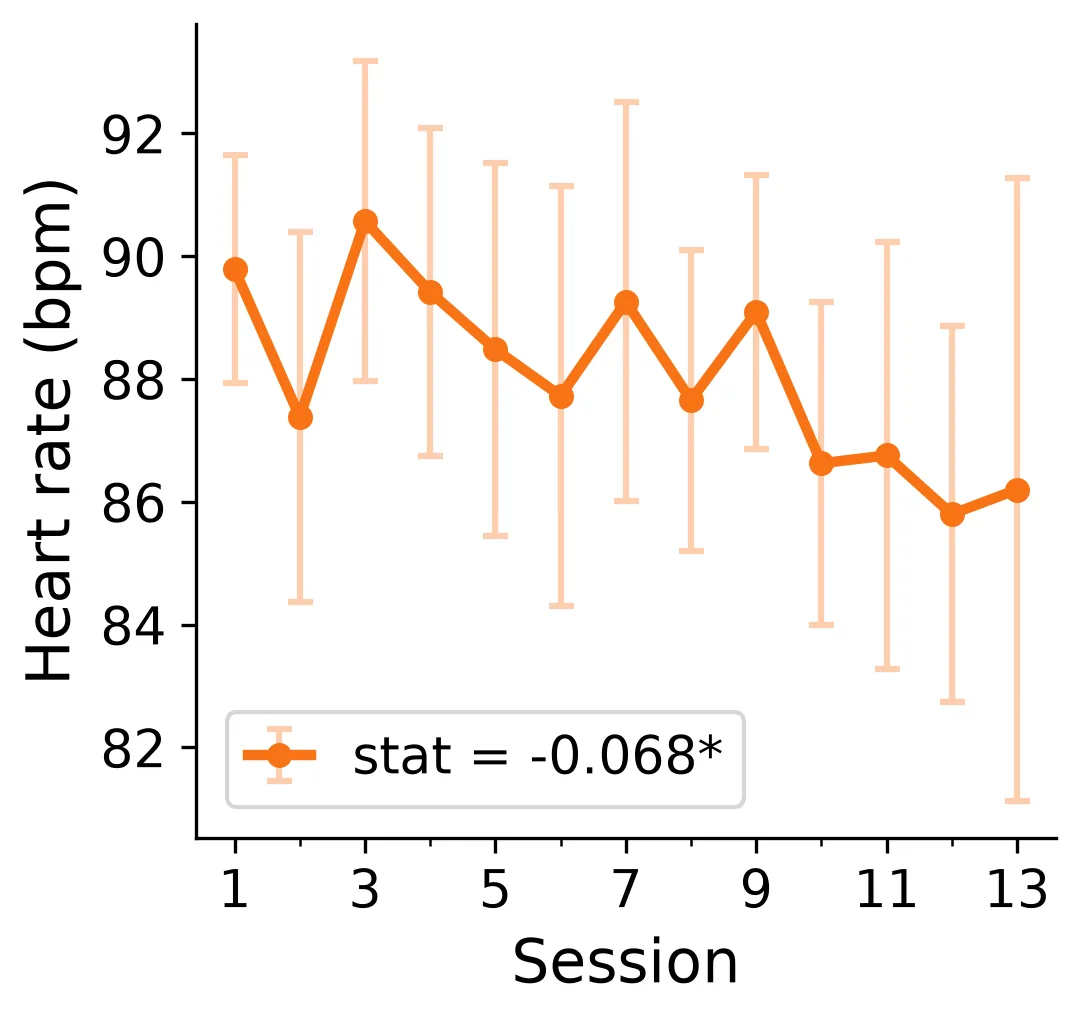 Heart rate (bpm)
92
90
88
86
84
82
stat = -0.068*
1 3 5 7 9 11 13
Session